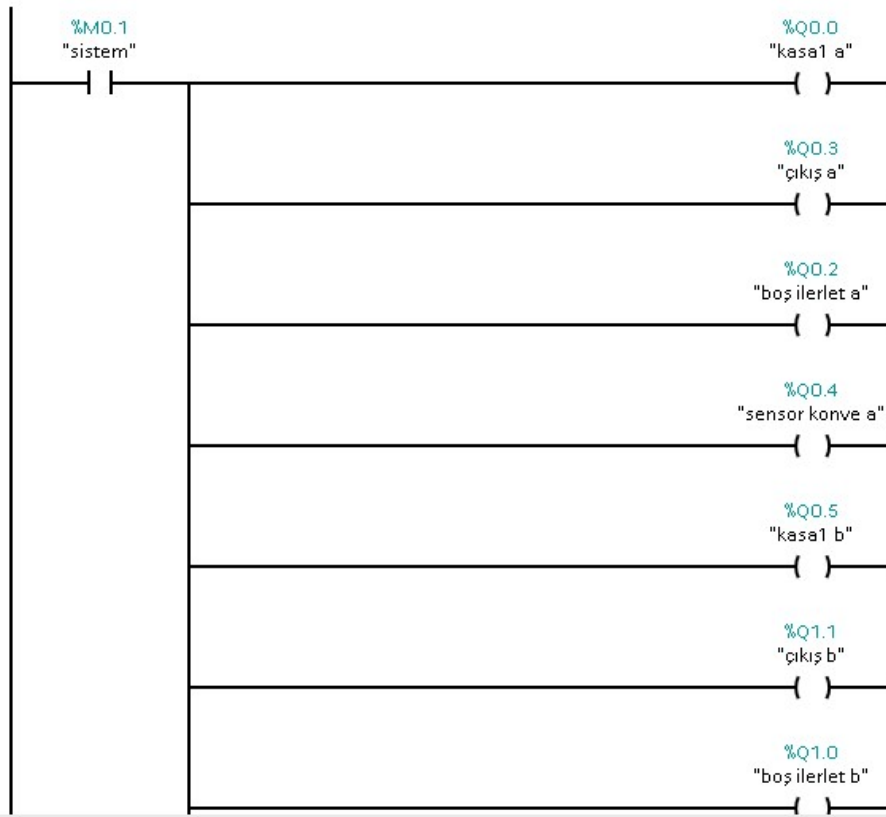 %M0.1
"sistem"
%Q0.0
"kasa1 a"
%Q0.3
"çıkış a"
%Q0.2
"boş ilerlet a"
%Q0.4
"sensor konve a"
%Q0.5
"kasa1 b"
%Q1.1
"çıkış b"
%Q1.0
"boş ilerlet b"